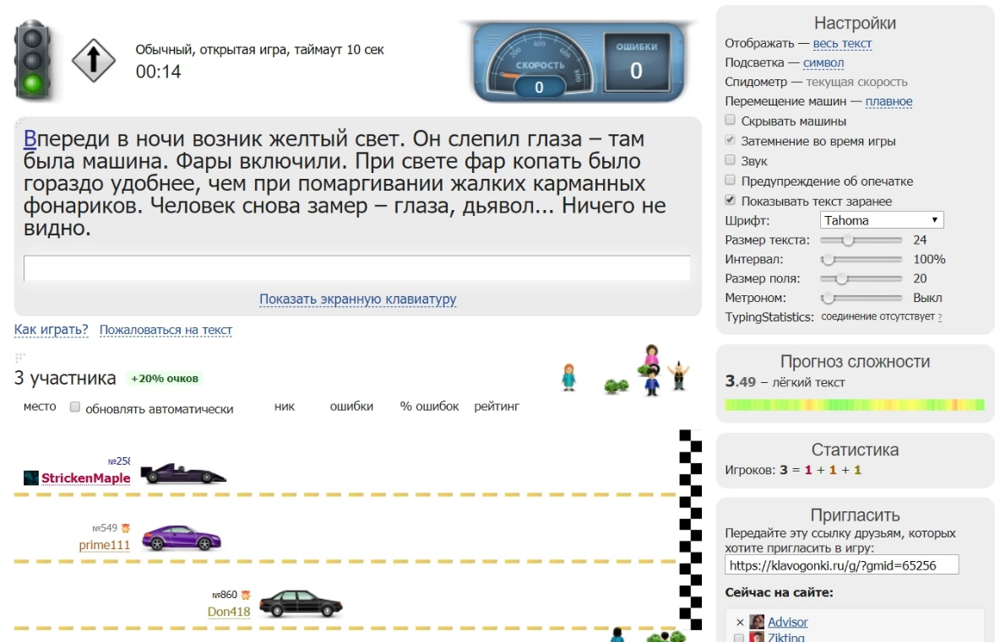 Обычный, открытая игра, таймаут 10 сек
00:14
200
400
600
800
СКОРОСТЬ
0
ОШИБКИ
0
Впереди в ночи возник желтый свет. Он слепил глаза – там
была машина. Фары включили. При свете фар копать было
гораздо удобнее, чем при помаргивании жалких карманных
фонариков. Человек снова замер – глаза, дьявол... Ничего не
видно.
Показать экранную клавиатуру
Как играть? Пожаловаться на текст
3 участника +20% очков
место обновлять автоматически ник ошибки % ошибок рейтинг
StrickenMaple
№549
prime111
№860
Don418
Настройки
Отображать — весь текст
Подсветка — символ
Спидометр — текущая скорость
Перемещение машин — плавное
Скрывать машины
Затемнение во время игры
Звук
Предупреждение об опечатке
Показывать текст заранее
Шрифт: Tahoma
Размер текста: 24
Интервал: 100%
Размер поля: 20
Метроном: Выкл
TypingStatistics: соединение отсутствует ?
Прогноз сложности
3.49 – лёгкий текст
Статистика
Игроков: 3 = 1 + 1 + 1
Пригласить
Передайте эту ссылку друзьям, которых
хотите пригласить в игру:
https://klavogonki.ru/g/?gmid=65256
Сейчас на сайте:
× Advisor
Zikting